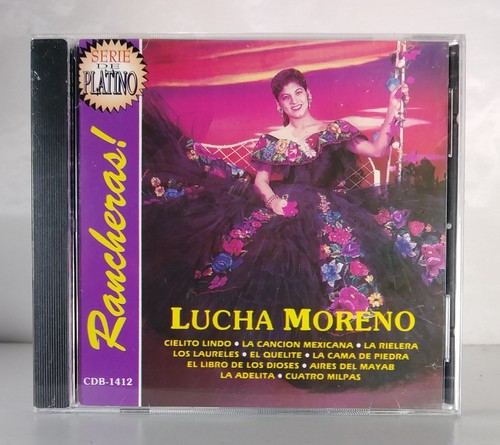 SERIE
DE
PLATINO
Rancheras!
CDB-1412
LUCHA MORENO
CIELITO LINDO • LA CANCION MEXICANA • LA RIELERA
LOS LAURELES • EL QUELITE • LA CAMA DE PIEDRA
EL LIBRO DE LOS DIOSES • AIRES DEL MAYAB
LA ADELITA • CUATRO MILPAS